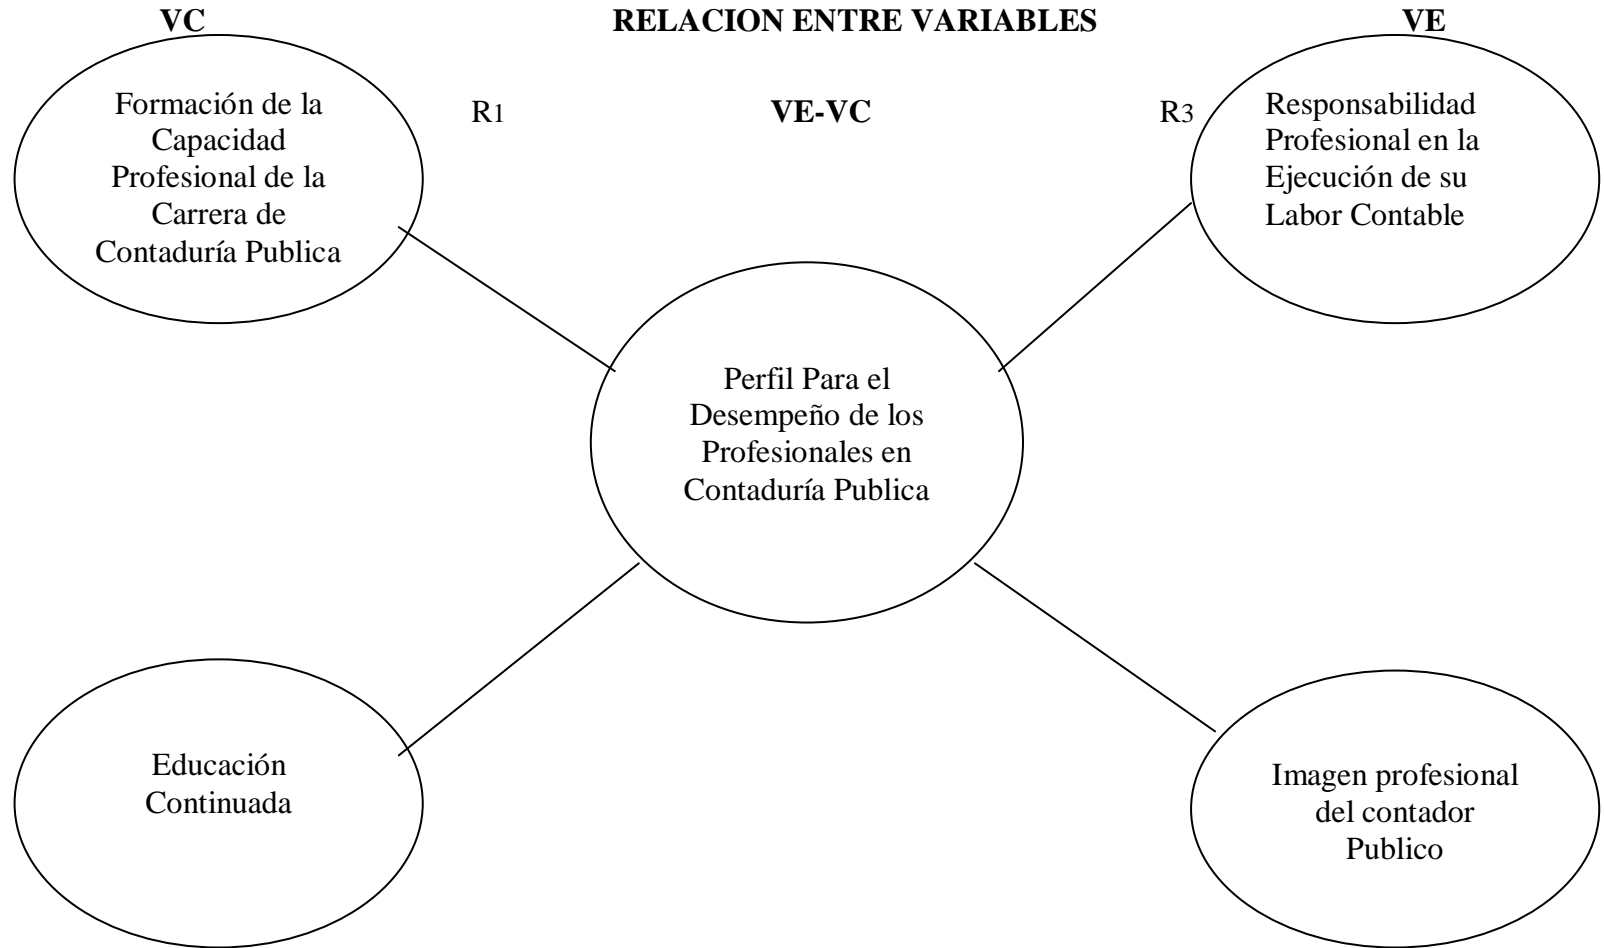 VC
RELACION ENTRE VARIABLES
VE
Formación de la
Capacidad
Profesional de la
Carrera de
Contaduría Publica
R1
VE-VC
R3
Responsabilidad
Profesional en la
Ejecución de su
Labor Contable
Perfil Para el
Desempeño de los
Profesionales en
Contaduría Publica
Educación
Continuada
Imagen profesional
del contador
Publico